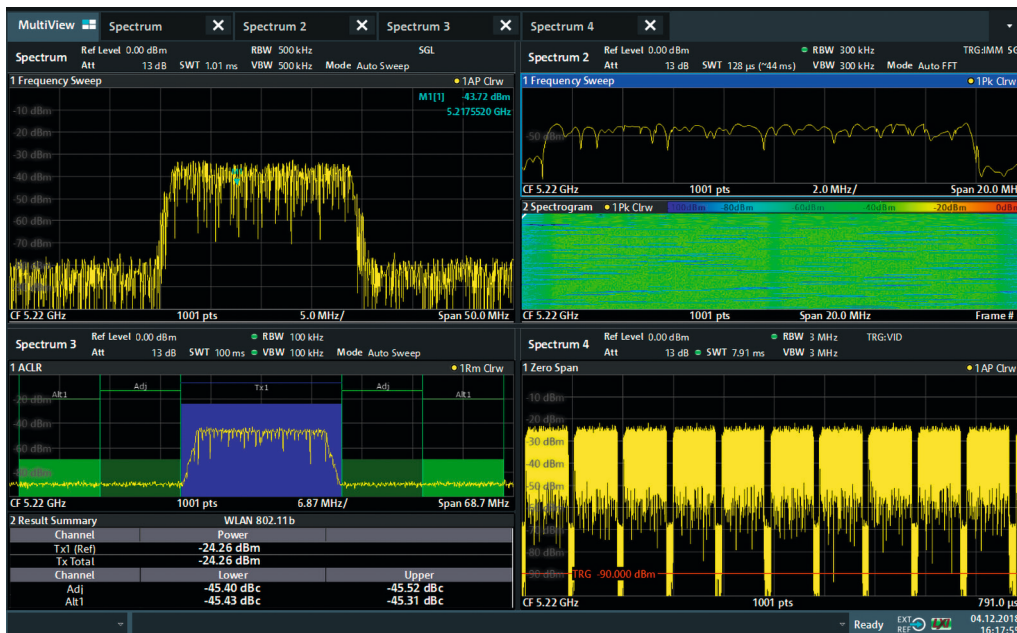 MultiView Spectrum X Spectrum 2 X Spectrum 3 X Spectrum 4 X
Spectrum Ref Level 0.00 dBm RBW 500 kHz SGL
Att 13 dB SWT 1.01 ms VBW 500 kHz Mode Auto Sweep
1 Frequency Sweep 1AP Clrw
M1[1] -43.72 dBm
5.2175520 GHz
-10 dBm
-20 dBm
-30 dBm
-40 dBm
-50 dBm
-60 dBm
-70 dBm
-80 dBm
CF 5.22 GHz 1001 pts 5.0 MHz/ Span 50.0 MHz
Spectrum 2 Ref Level 0.00 dBm RBW 300 kHz TRG:IMM
Att 13 dB SWT 128 µs (~44 ms) VBW 300 kHz Mode Auto FFT
1 Frequency Sweep 1Pk Clrw
-50 dBm
CF 5.22 GHz 1001 pts 2.0 MHz/ Span 20.0 MHz
2 Spectrogram 1Pk Clrw -100dBm -80dBm -60dBm -40dBm -20dBm
CF 5.22 GHz 1001 pts Span 20.0 MHz Frame #
Spectrum 3 Ref Level 0.00 dBm RBW 100 kHz
Att 13 dB SWT 100 ms VBW 100 kHz Mode Auto Sweep
1 ACLR 1Rm Clrw
Alt1 Adj Tx1 Adj Alt1
-20 dBm
-40 dBm
-60 dBm
-80 dBm
CF 5.22 GHz 1001 pts 6.87 MHz/ Span 68.7 MHz
2 Result Summary WLAN 802.11b
Channel Power
Tx1 (Ref) -24.26 dBm
Tx Total -24.26 dBm
Channel Lower Upper
Adj -45.40 dBc -45.52 dBc
Alt1 -45.43 dBc -45.31 dBc
Spectrum 4 Ref Level 0.00 dBm RBW 3 MHz TRG:VID
Att 13 dB SWT 7.91 ms VBW 3 MHz
1 Zero Span 1AP Clrw
-10 dBm
-20 dBm
-30 dBm
-40 dBm
-50 dBm
-60 dBm
-80 dBm
-90 dBm TRG -90.000 dBm
CF 5.22 GHz 1001 pts 791.0 µs
Ready EXT REF 04.12.2018
16:17:55